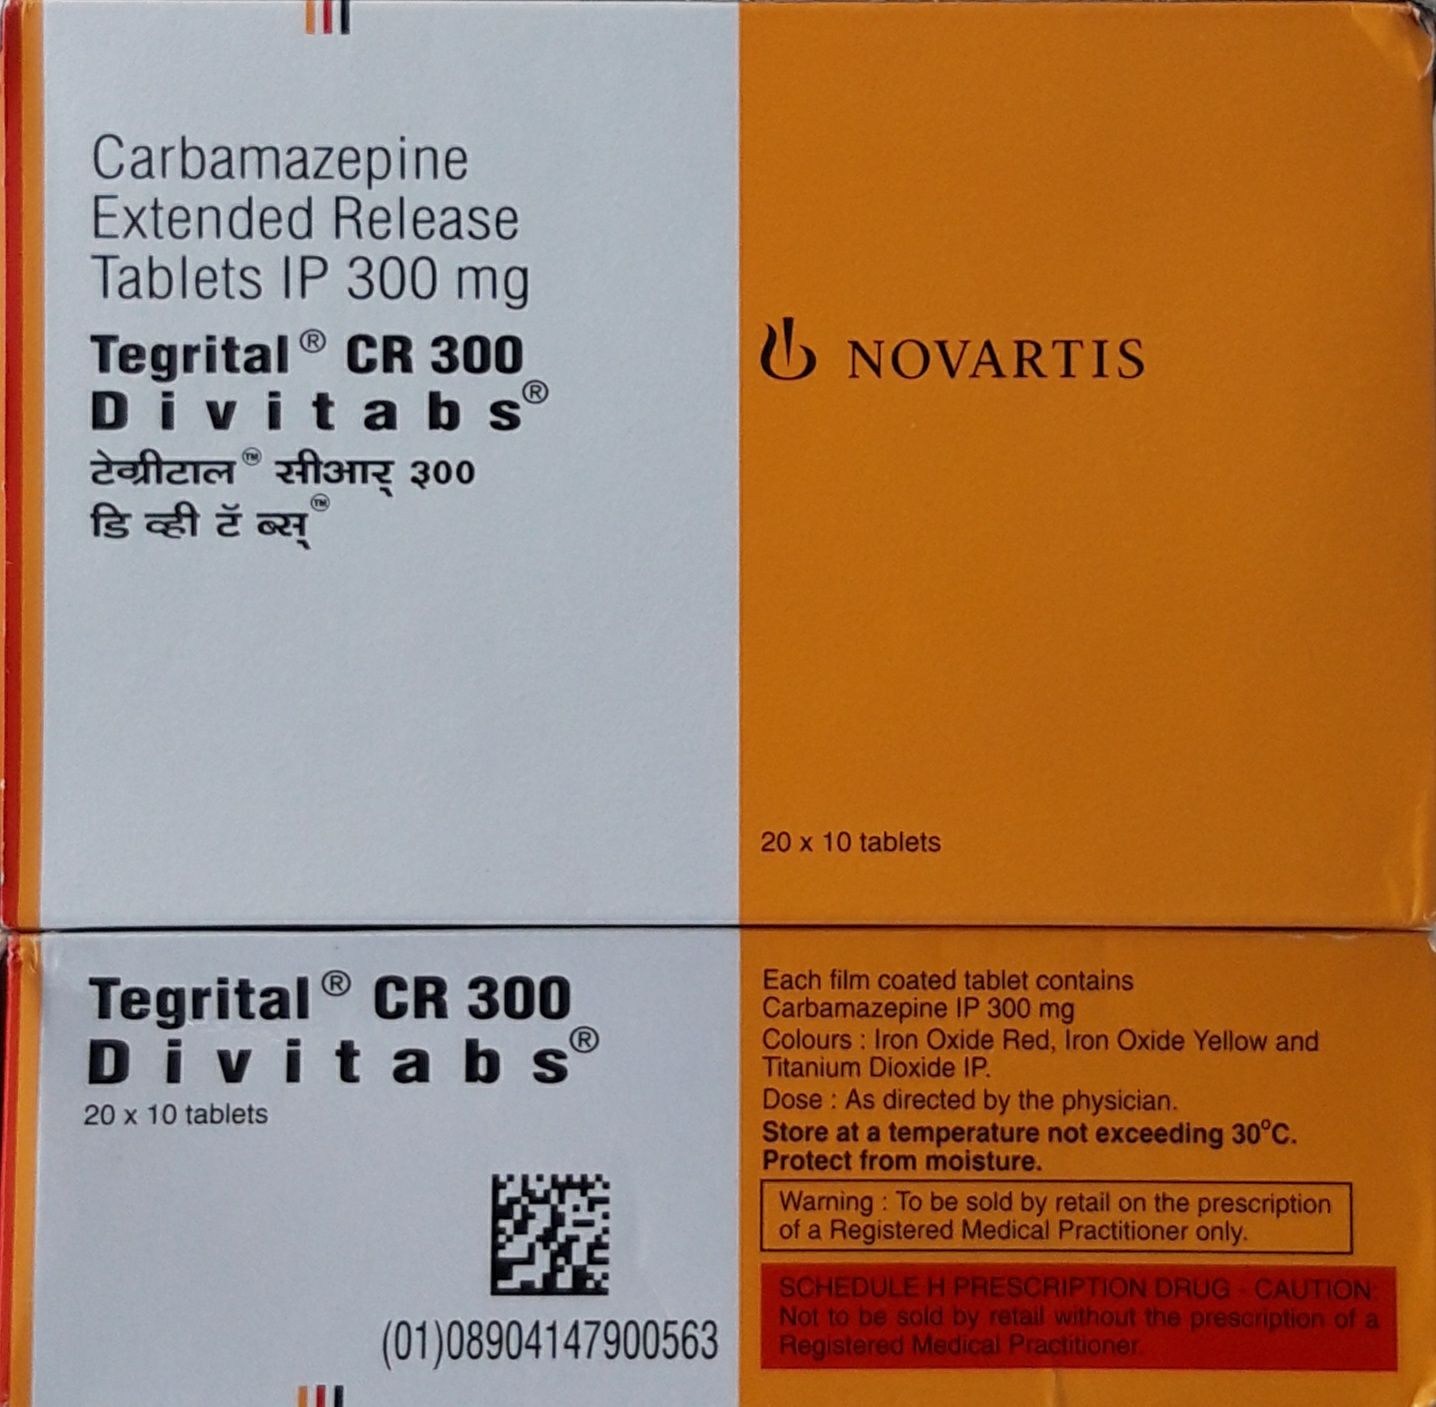 Carbamazepine
Extended Release
Tablets IP 300 mg
Tegrital® CR 300
Divitabs®
टेग्रीटाल™ सीआर् ३००
डि व्ही टॅ ब्स्™
NOVARTIS
20 x 10 tablets
Tegrital® CR 300
Divitabs®
20 x 10 tablets
(01)08904147900563
Each film coated tablet contains
Carbamazepine IP 300 mg
Colours : Iron Oxide Red, Iron Oxide Yellow and
Titanium Dioxide IP.
Dose : As directed by the physician.
Store at a temperature not exceeding 30°C.
Protect from moisture.
Warning : To be sold by retail on the prescription
of a Registered Medical Practitioner only.
SCHEDULE H PRESCRIPTION DRUG - CAUTION:
Not to be sold by retail without the prescription of a
Registered Medical Practitioner.